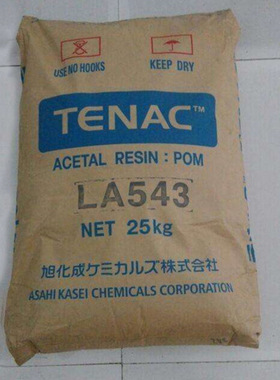 USE NO HOOKS
KEEP DRY
TENAC™
ACETAL RESIN : POM
LA543
NET 25kg
旭化成ケミカルズ株式会社
ASAHI KASEI CHEMICALS CORPORATION